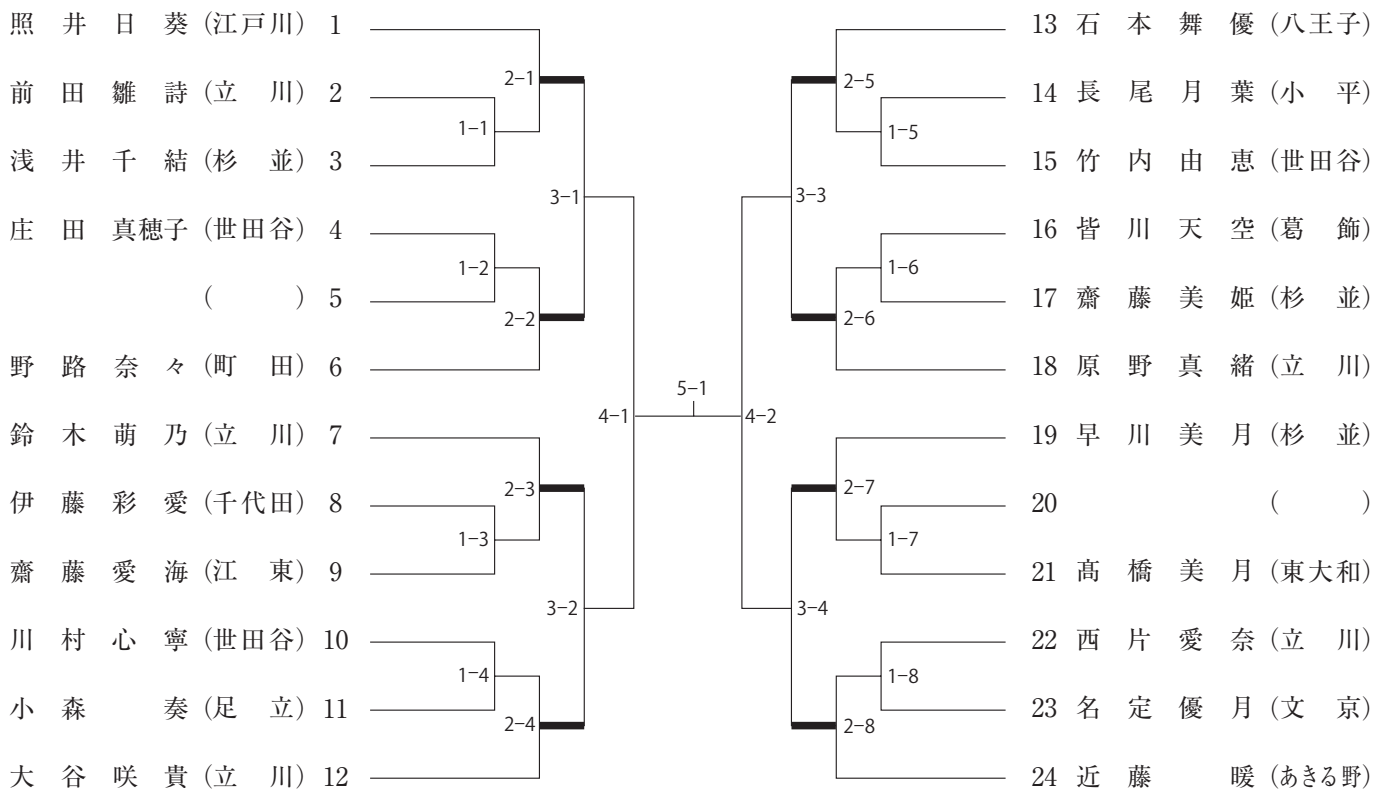 照井日葵(江戸川) 1
前田雛詩(立川) 2
浅井千結(杉並) 3
庄田真穂子(世田谷) 4
( ) 5
野路奈々(町田) 6
鈴木萌乃(立川) 7
伊藤彩愛(千代田) 8
齋藤愛海(江東) 9
川村心寧(世田谷) 10
小森奏(足立) 11
大谷咲貴(立川) 12
2-1
1-1
3-1
1-2
2-2
4-1
2-3
1-3
3-2
1-4
2-4
5-1
2-5
1-5
3-3
1-6
2-6
4-2
2-7
1-7
3-4
1-8
2-8
13 石本舞優(八王子)
14 長尾月葉(小平)
15 竹内由恵(世田谷)
16 皆川天空(葛飾)
17 齋藤美姫(杉並)
18 原野真緒(立川)
19 早川美月(杉並)
20 ( )
21 髙橋美月(東大和)
22 西片愛奈(立川)
23 名定優月(文京)
24 近藤暖(あきる野)